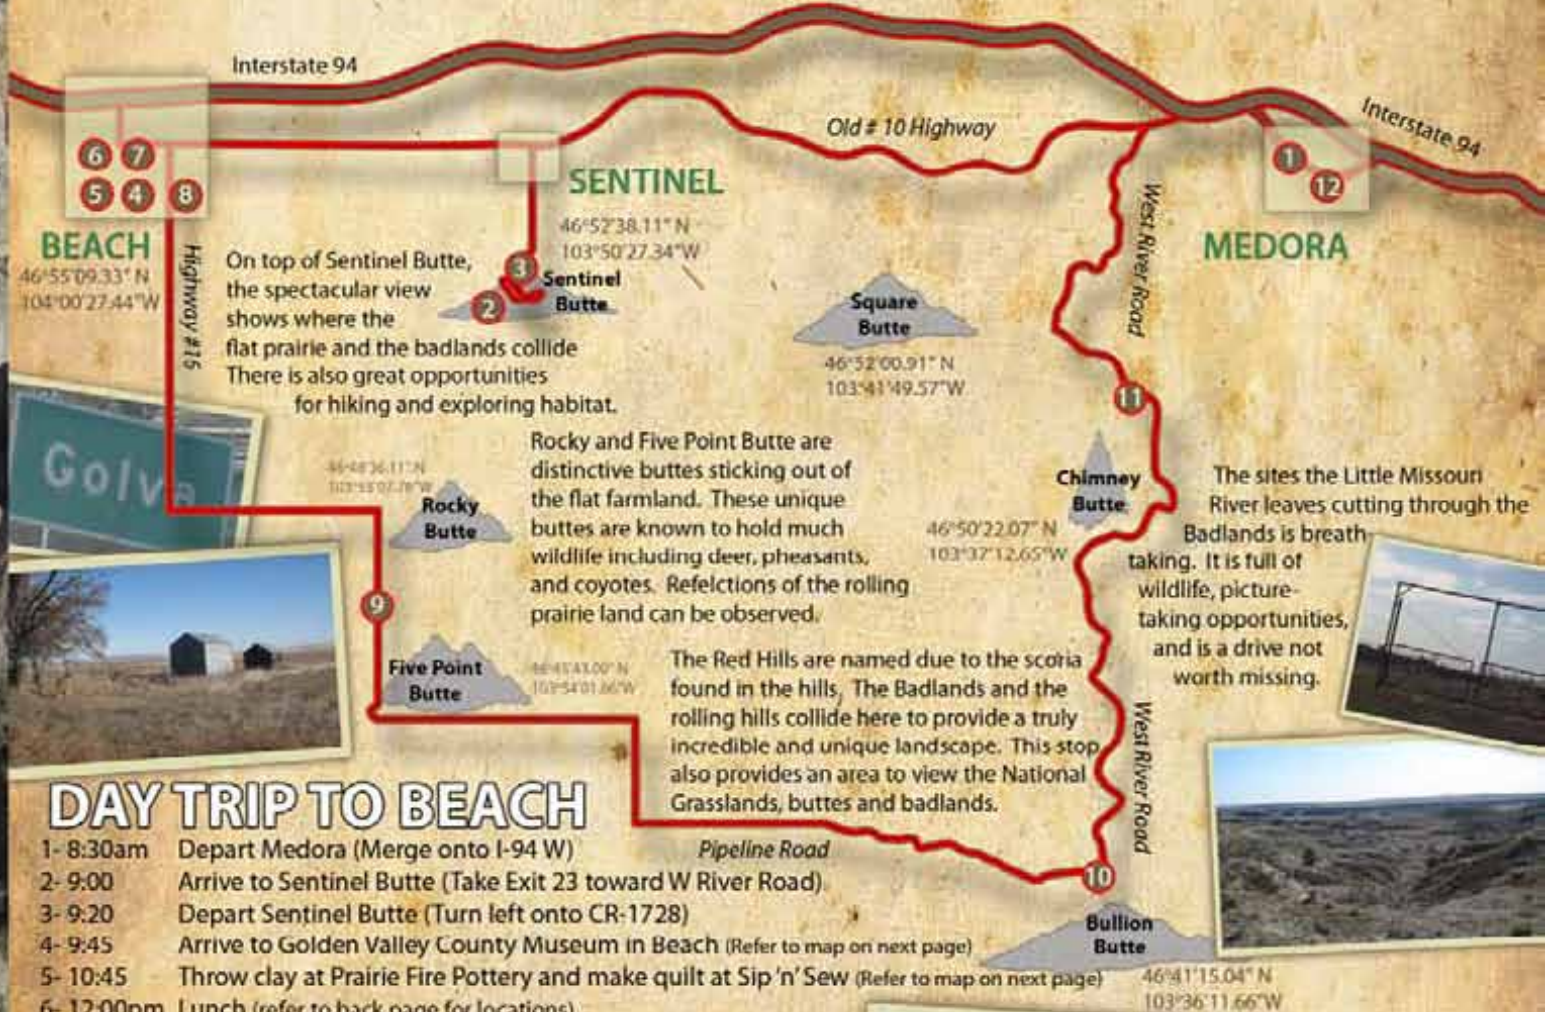 Interstate 94
Old # 10 Highway
Interstate 94
6 7
5 4 8
1
12
BEACH
46°55'09.33" N
104°00'27.44"W
Highway #15
SENTINEL
46°52'38.11" N
103°50'27.34"W
3
2
Sentinel
Butte
MEDORA
West River Road
On top of Sentinel Butte,
the spectacular view
shows where the
flat prairie and the badlands collide
There is also great opportunities
for hiking and exploring habitat.
Square
Butte
46°52'00.91" N
103°41'49.57"W
11
Golva
Rocky
Butte
Rocky and Five Point Butte are
distinctive buttes sticking out of
the flat farmland. These unique
buttes are known to hold much
wildlife including deer, pheasants,
and coyotes. Refelctions of the rolling
prairie land can be observed.
Chimney
Butte
46°50'22.07" N
103°37'12.65"W
The sites the Little Missouri
River leaves cutting through the
Badlands is breath-
taking. It is full of
wildlife, picture-
taking opportunities,
and is a drive not
worth missing.
9
Five Point
Butte
The Red Hills are named due to the scoria
found in the hills, The Badlands and the
rolling hills collide here to provide a truly
incredible and unique landscape. This stop
also provides an area to view the National
Grasslands, buttes and badlands.
West River Road
Pipeline Road
10
Bullion
Butte
46°41'15.04" N
103°36'11.66"W
DAY TRIP TO BEACH
1- 8:30am Depart Medora (Merge onto I-94 W)
2- 9:00 Arrive to Sentinel Butte (Take Exit 23 toward W River Road)
3- 9:20 Depart Sentinel Butte (Turn left onto CR-1728)
4- 9:45 Arrive to Golden Valley County Museum in Beach (Refer to map on next page)
5- 10:45 Throw clay at Prairie Fire Pottery and make quilt at Sip 'n' Sew (Refer to map on next page)
6- 12:00pm Lunch (refer to back page for locations)